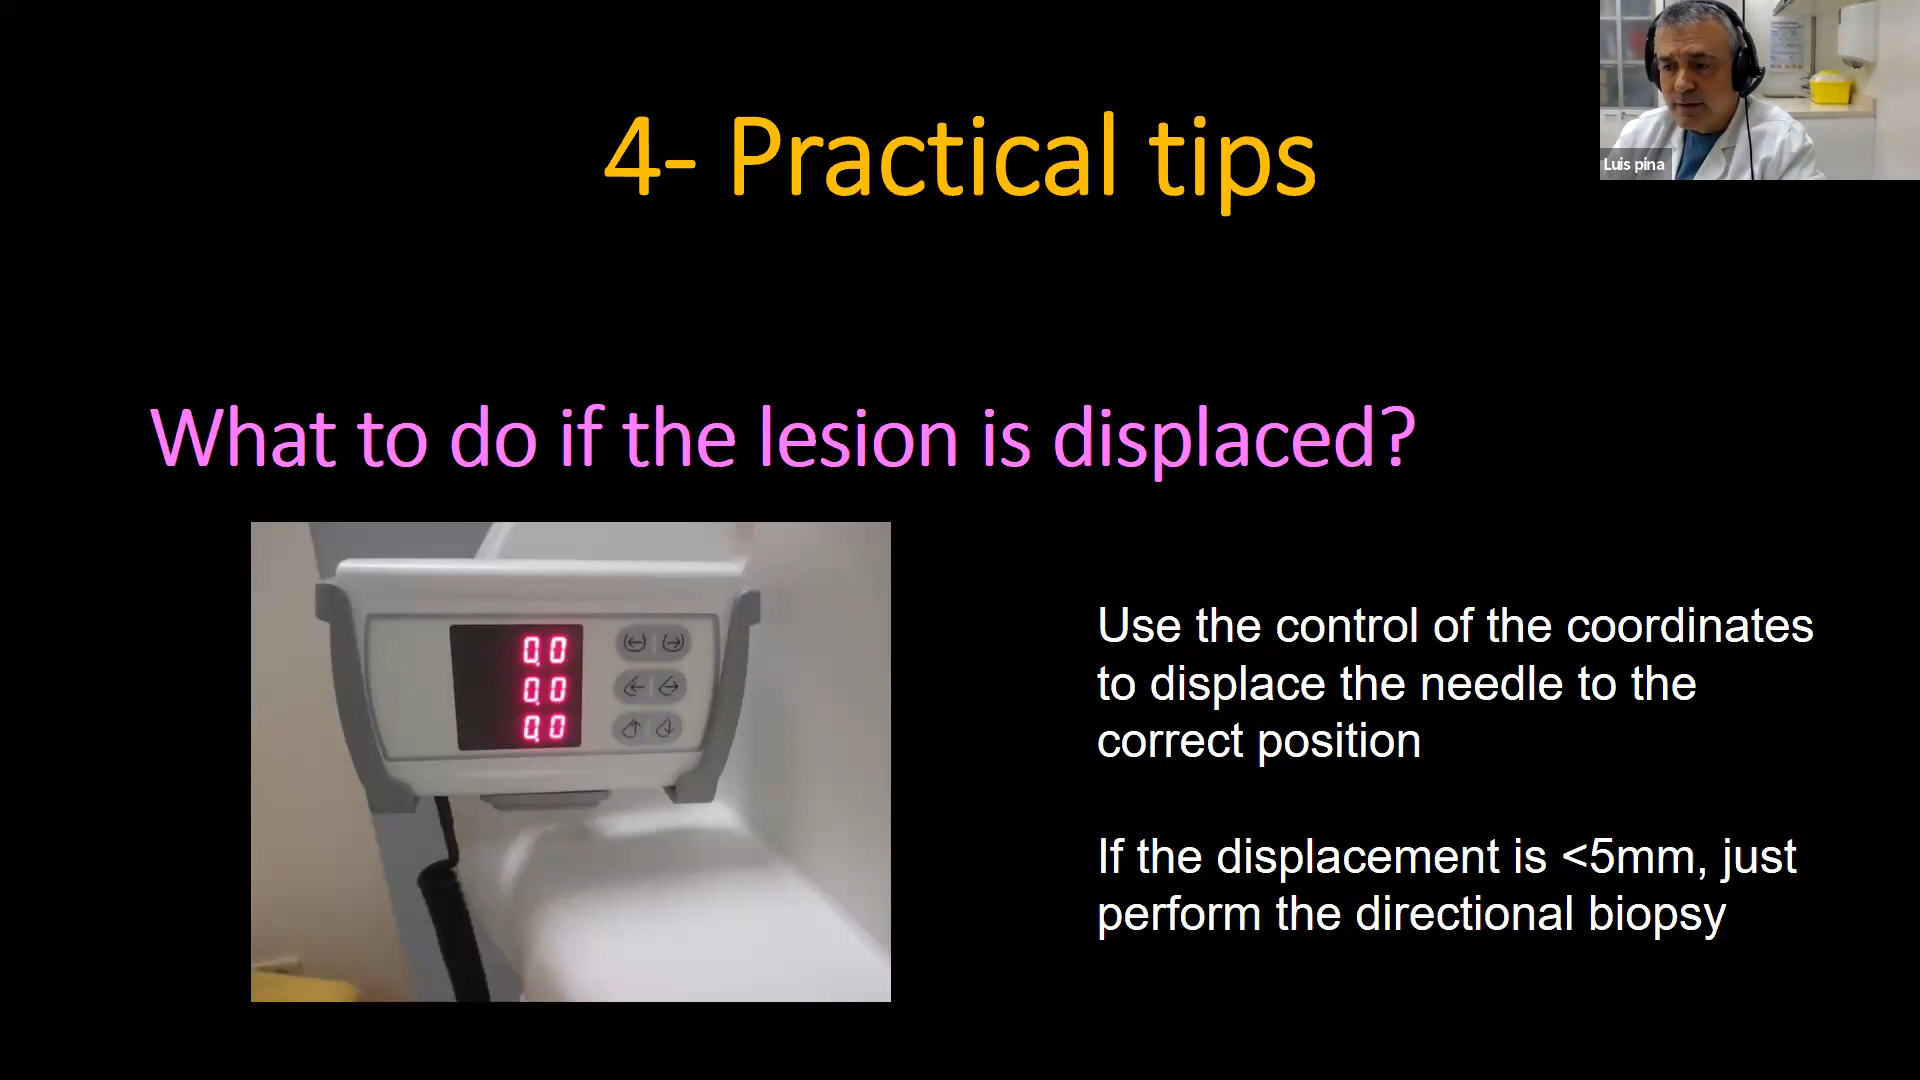 4- Practical tips
Luis pina
What to do if the lesion is displaced?
0.0
0.0
0.0
Use the control of the coordinates
to displace the needle to the
correct position
If the displacement is <5mm, just
perform the directional biopsy